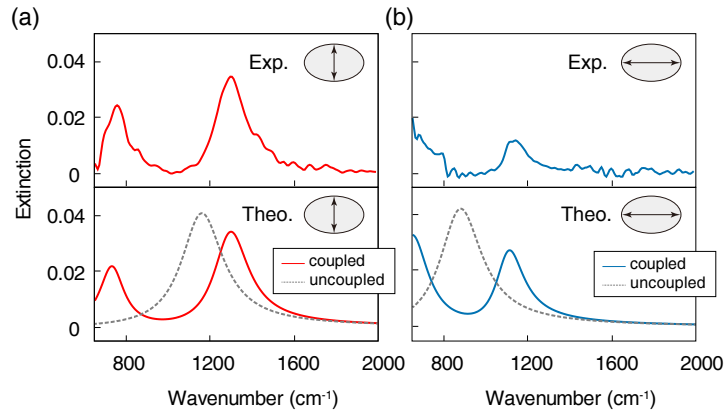 (a)
(b)
Extinction
0.04
0.02
0
Exp.
Exp.
0.04
0.02
0
Theo.
coupled
uncoupled
Theo.
coupled
uncoupled
800
1200
1600
2000
800
1200
1600
2000
Wavenumber (cm⁻¹)
Wavenumber (cm⁻¹)